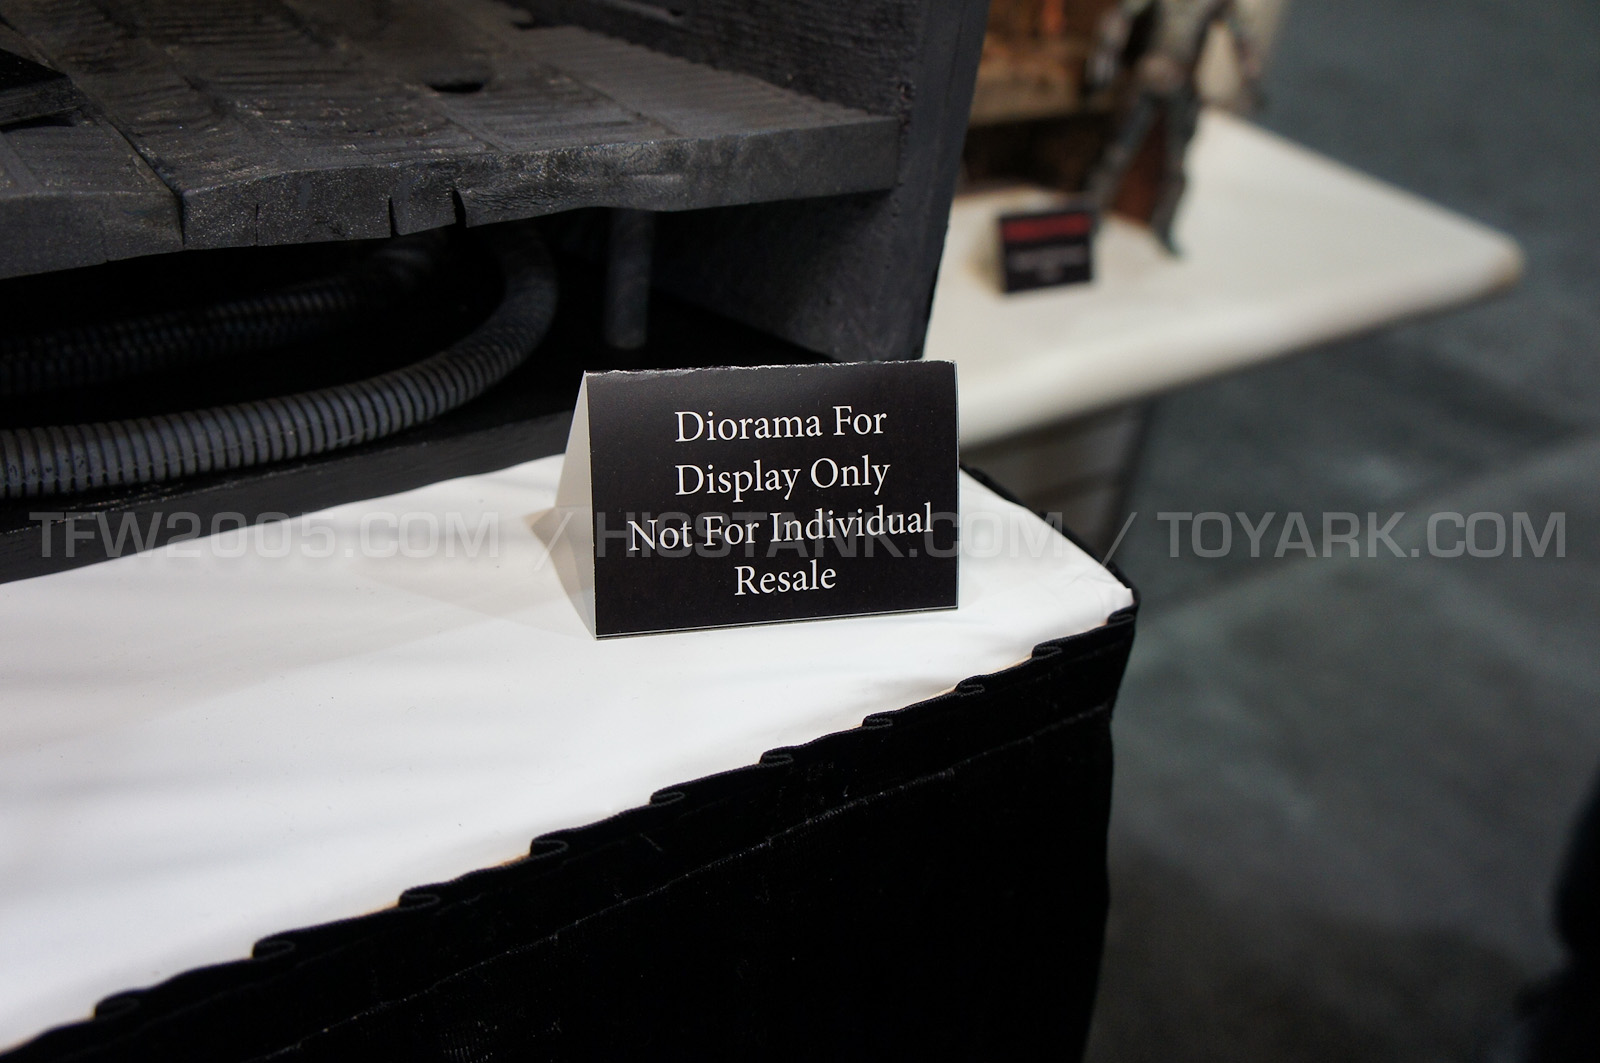 Diorama For
Display Only
Not For Individual
Resale
TFW2005.COM / HISSTANK.COM / TOYARK.COM